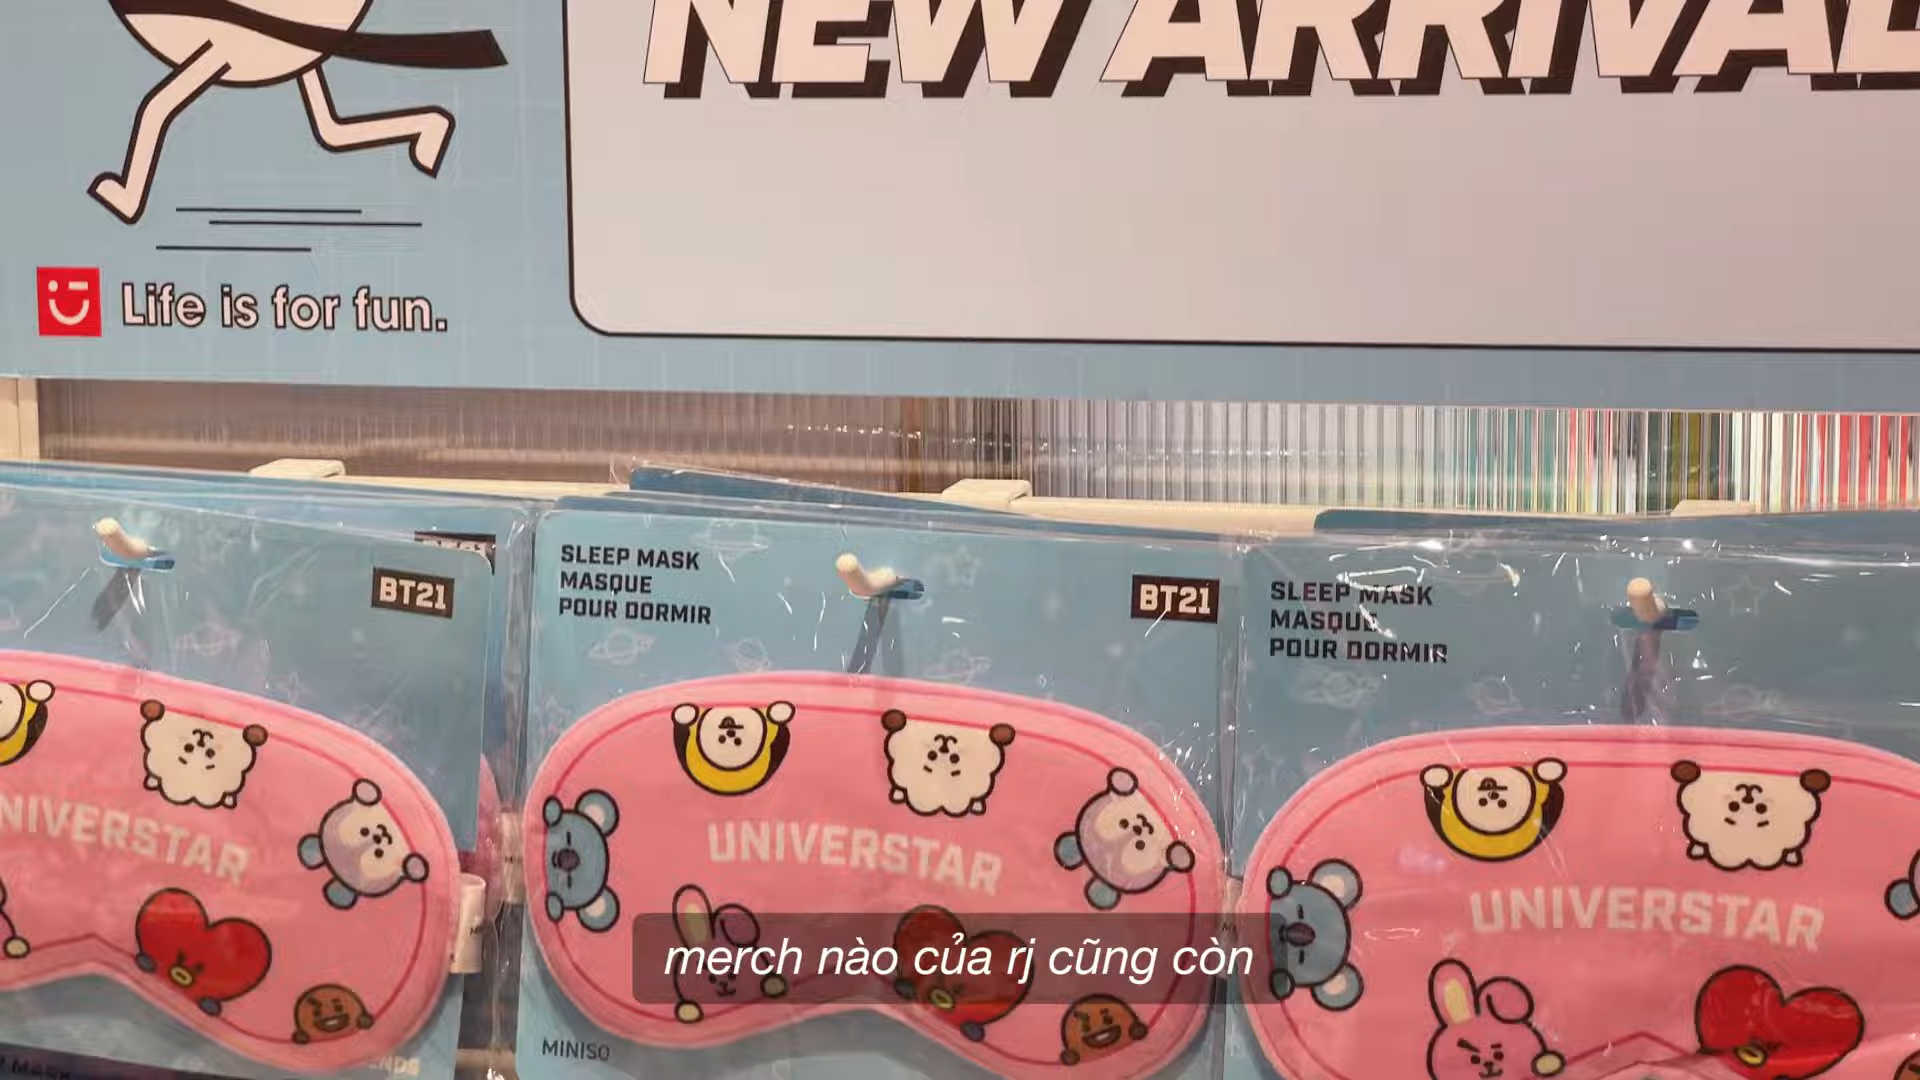 NEW ARRIVAL
Life is for fun.
BT21
NIVERSTAR
SLEEP MASK
MASQUE
POUR DORMIR
BT21
UNIVERSTAR
MINISO
SLEEP MASK
MASQUE
POUR DORMIR
UNIVERSTAR
merch nào của rj cũng còn